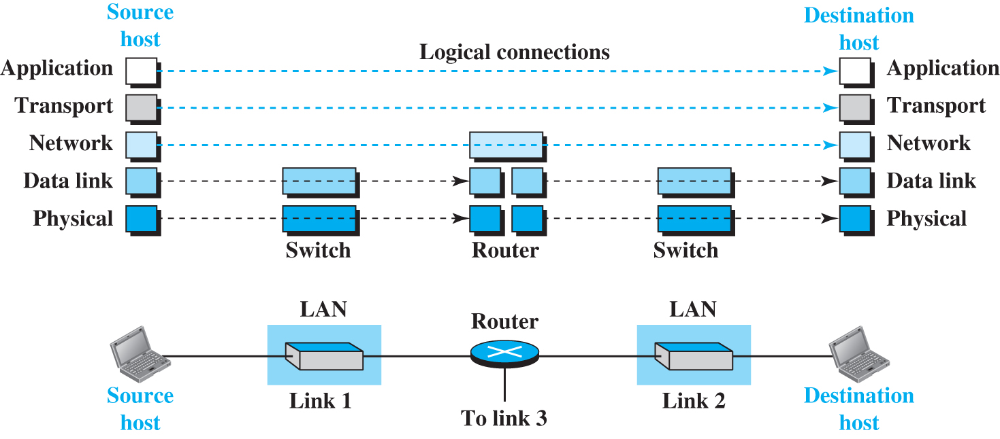 Source
host
Destination
host
Logical connections
Application
Application
Transport
Transport
Network
Network
Data link
Data link
Physical
Physical
Switch
Router
Switch
LAN
Router
LAN
Source
host
Link 1
To link 3
Link 2
Destination
host